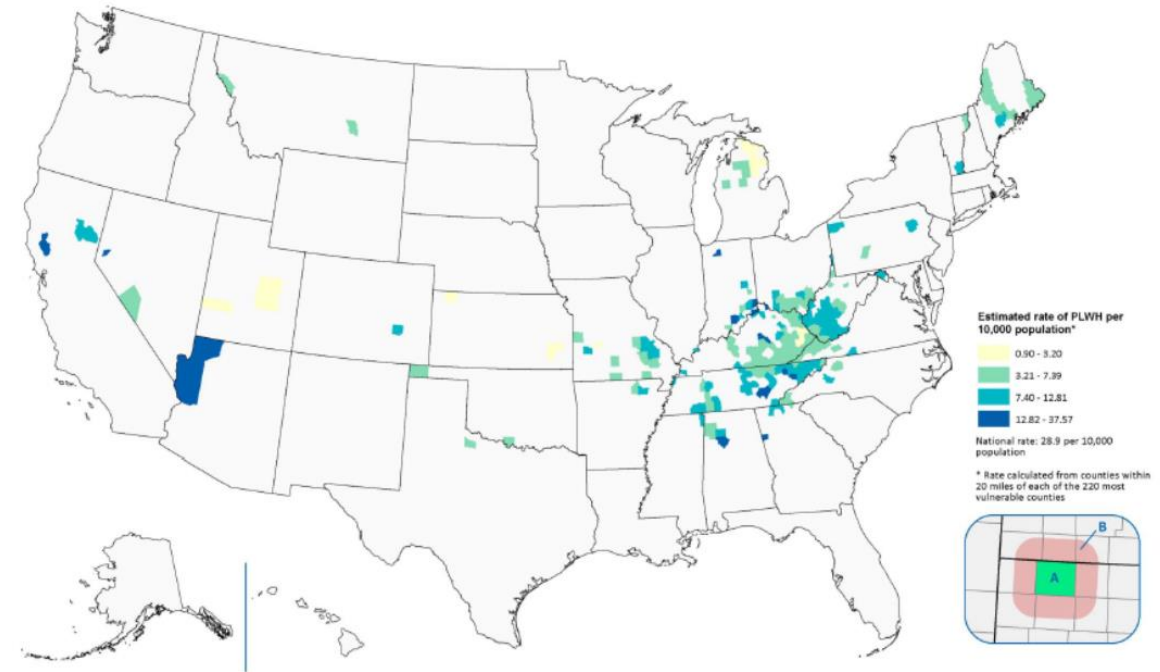 Estimated rate of PLWH per
10,000 population*
0.90 - 3.20
3.21 - 7.39
7.40 - 12.81
12.82 - 37.57
National rate: 28.9 per 10,000
population
* Rate calculated from counties within
20 miles of each of the 220 most
vulnerable counties
B
A